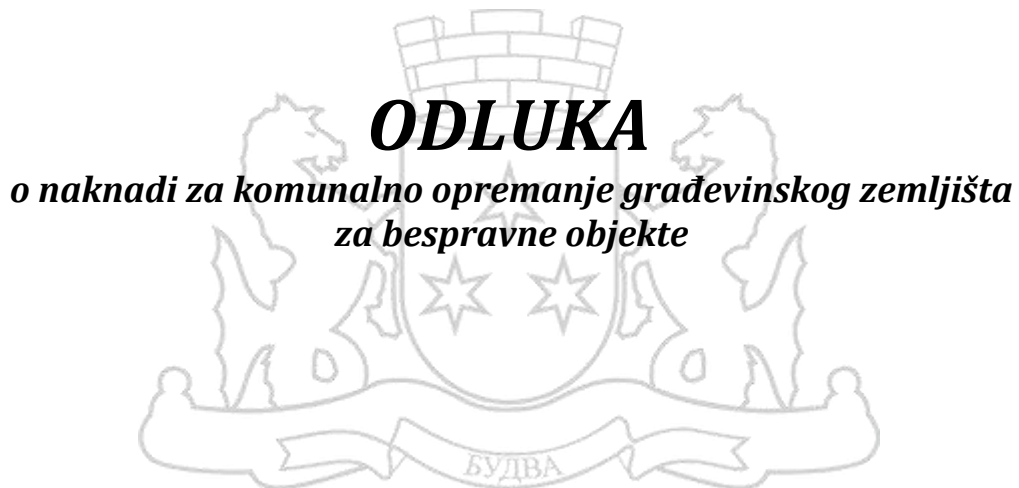 ODLUKA
o naknadi za komunalno opremanje građevinskog zemljišta
za bespravne objekte
БУДВА